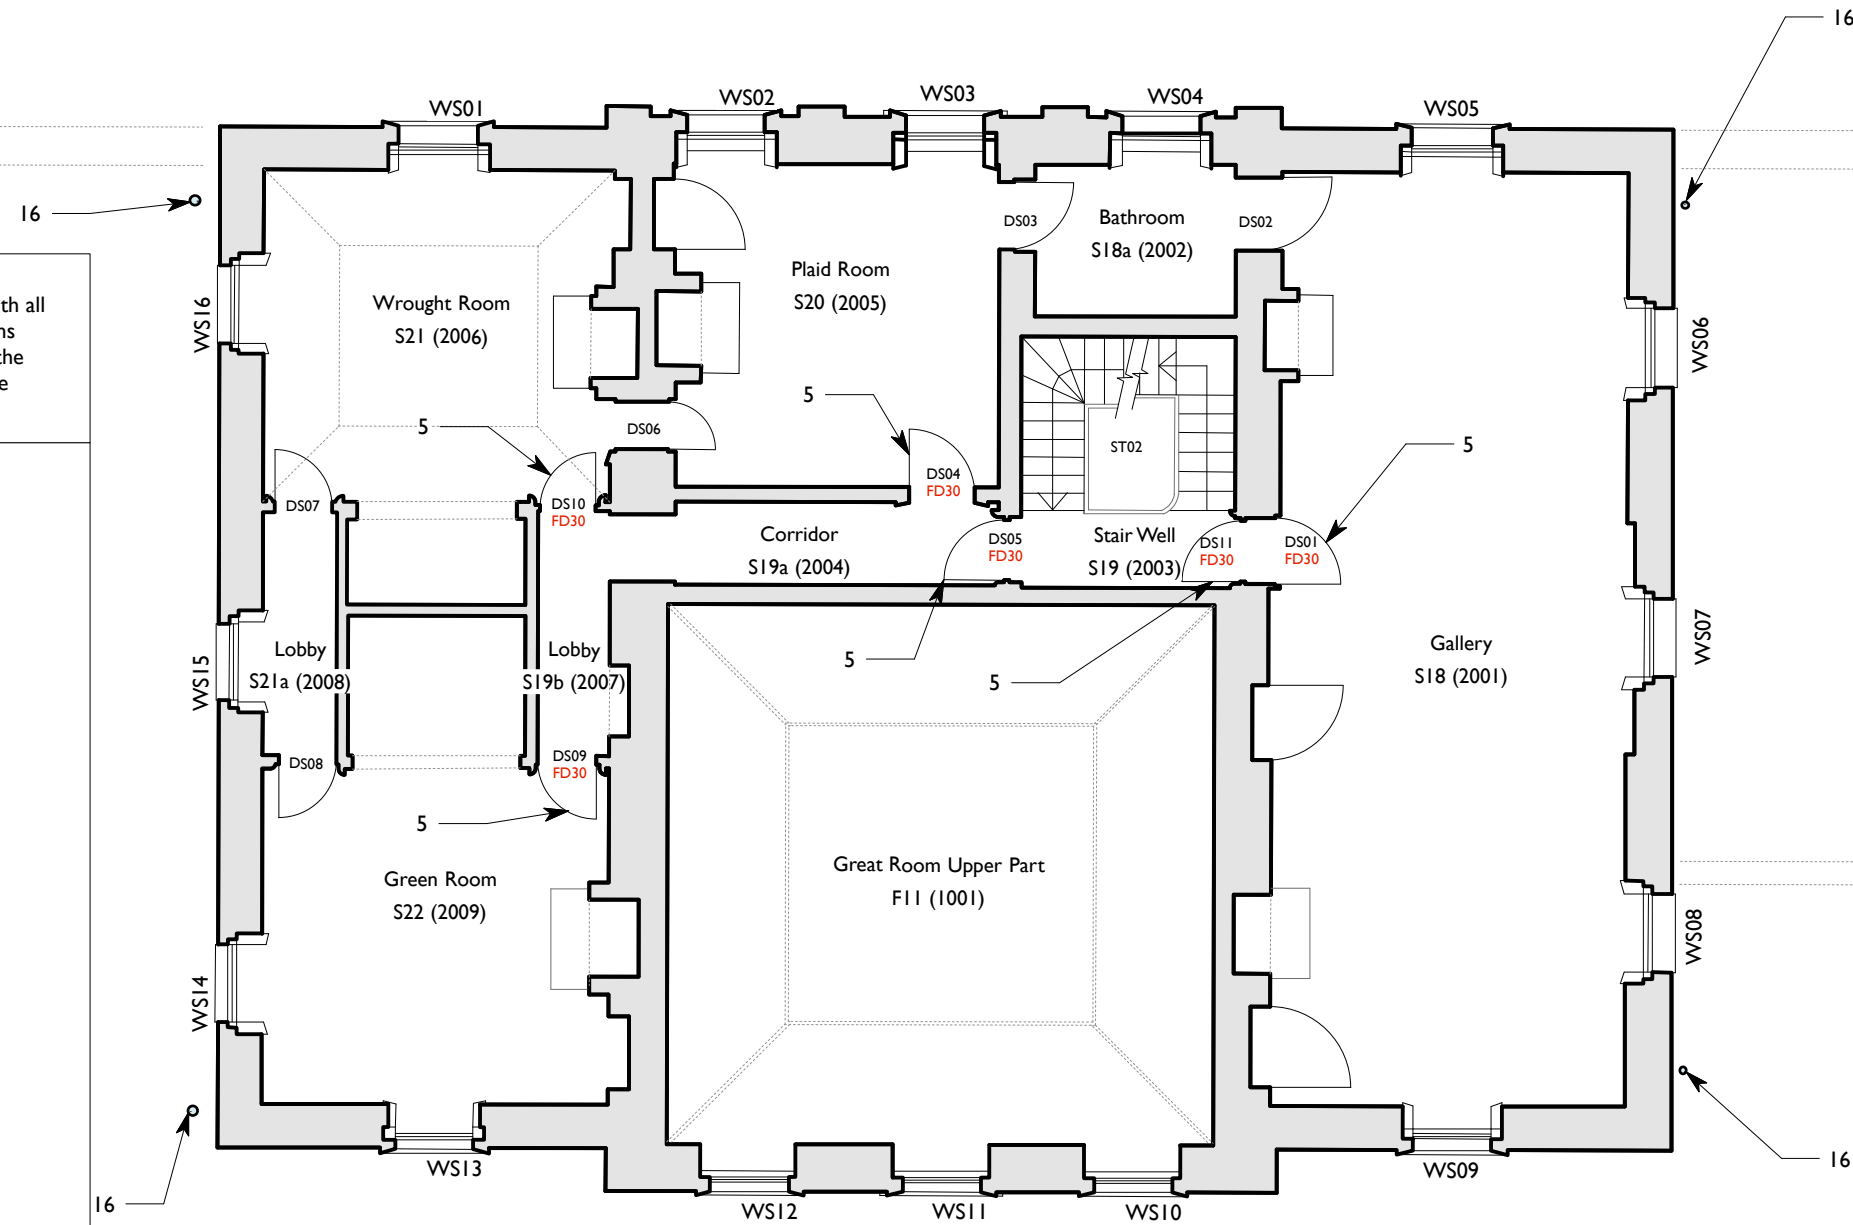 16
WS01
WS02
WS03
WS04
WS05
16
th all
ns
the
e
WS16
Wrought Room
S21 (2006)
Plaid Room
S20 (2005)
DS03
Bathroom
S18a (2002)
DS02
WS06
5
DS06
5
DS04
FD30
ST02
5
DS07
DS10
FD30
Corridor
S19a (2004)
DS05
FD30
Stair Well
S19 (2003)
DS11
FD30
DS01
FD30
WS15
Lobby
S21a (2008)
Lobby
S19b (2007)
5
5
Gallery
S18 (2001)
WS07
DS08
DS09
FD30
5
Green Room
S22 (2009)
Great Room Upper Part
F11 (1001)
WS08
WS14
16
WS13
WS12
WS11
WS10
WS09
16
16